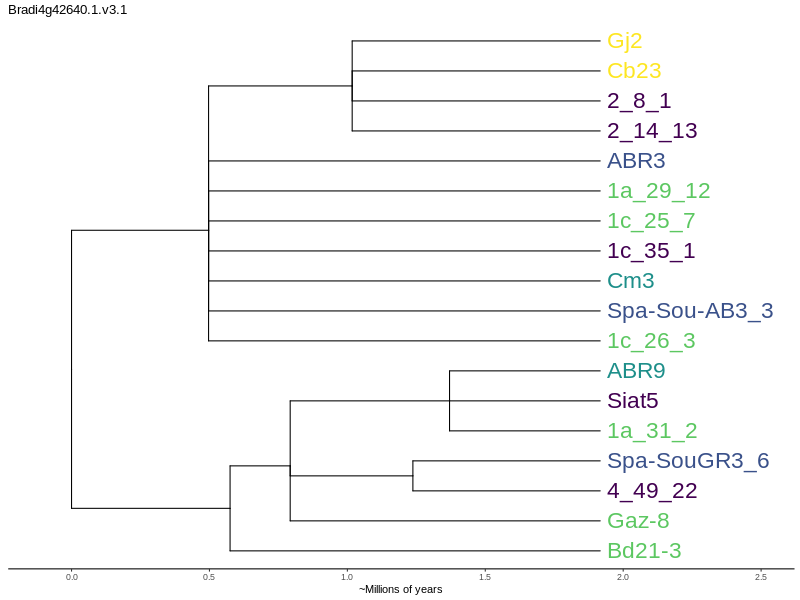 Bradi4g42640.1.v3.1
Gj2
Cb23
2_8_1
2_14_13
ABR3
1a_29_12
1c_25_7
1c_35_1
Cm3
Spa-Sou-AB3_3
1c_26_3
ABR9
Siat5
1a_31_2
Spa-SouGR3_6
4_49_22
Gaz-8
Bd21-3
0.0 0.5 1.0 1.5 2.0 2.5
~Millions of years